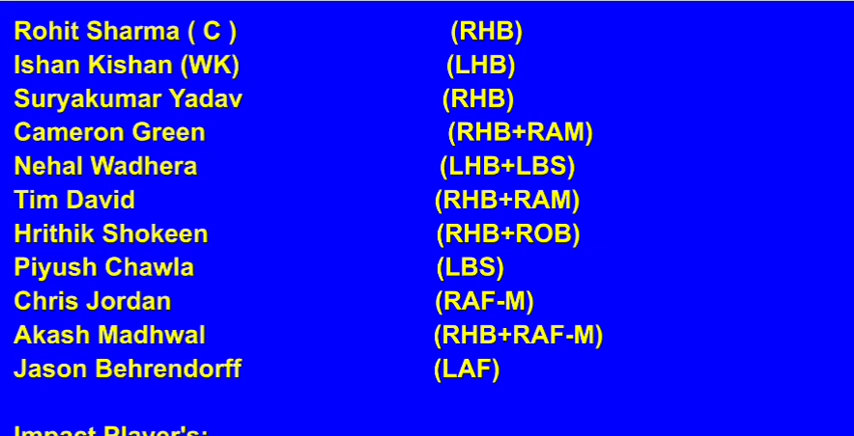 Rohit Sharma ( C ) (RHB)
Ishan Kishan (WK) (LHB)
Suryakumar Yadav (RHB)
Cameron Green (RHB+RAM)
Nehal Wadhera (LHB+LBS)
Tim David (RHB+RAM)
Hrithik Shokeen (RHB+ROB)
Piyush Chawla (LBS)
Chris Jordan (RAF-M)
Akash Madhwal (RHB+RAF-M)
Jason Behrendorff (LAF)
Impact Player's: